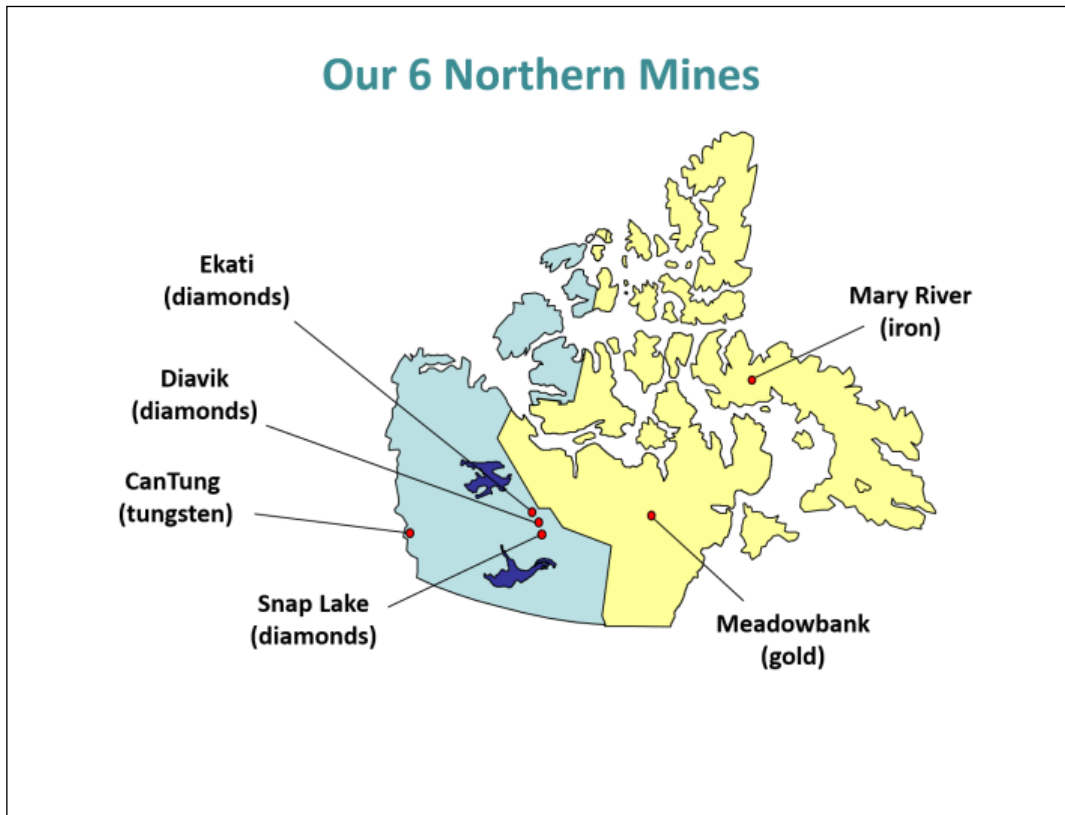 Our 6 Northern Mines
Ekati
(diamonds)
Mary River
(iron)
Diavik
(diamonds)
CanTung
(tungsten)
Snap Lake
(diamonds)
Meadowbank
(gold)